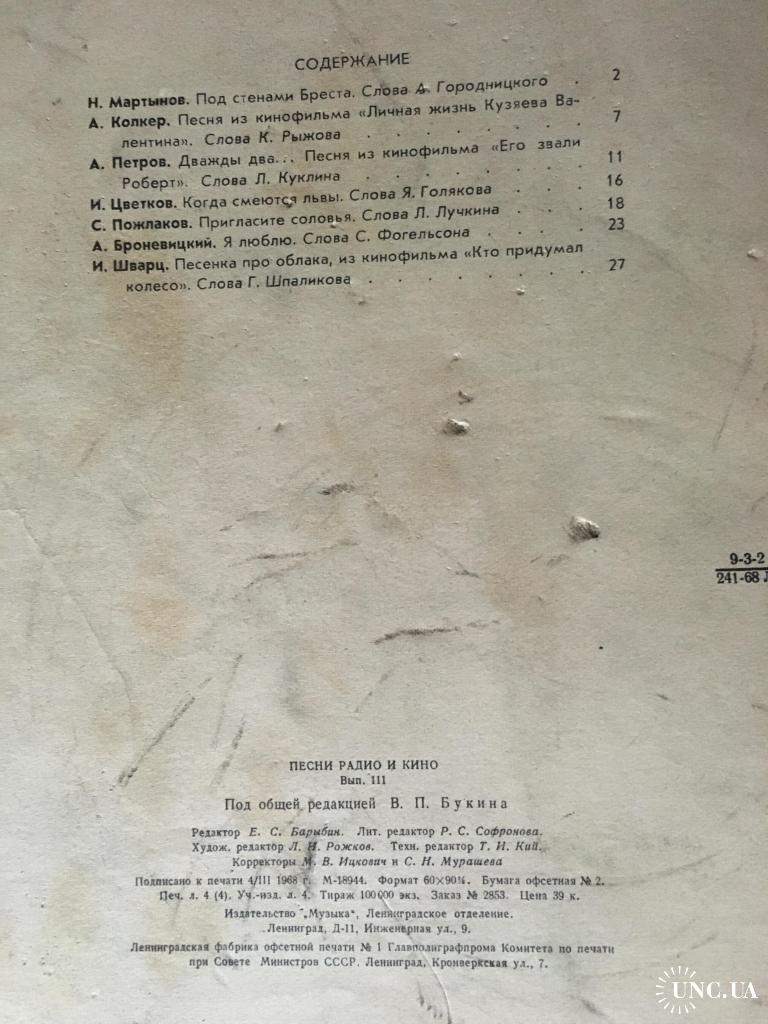 СОДЕРЖАНИЕ
Н. Мартынов. Под стенами Бреста. Слова А. Городницкого . 2
А. Колкер. Песня из кинофильма «Личная жизнь Кузяева Ва-
лентина». Слова К. Рыжова . . . . . . . 7
А. Петров. Дважды два... Песня из кинофильма «Его звали
Роберт». Слова Л. Куклина . . . . . . . 11
И. Цветков. Когда смеются львы. Слова Я. Голякова . . . 16
С. Пожлаков. Пригласите соловья. Слова Л. Лучкина . . . 18
А. Броневицкий. Я люблю. Слова С. Фогельсона . . . . 23
И. Шварц. Песенка про облака, из кинофильма «Кто придумал
колесо». Слова Г. Шпаликова . . . . . . . 27
9-3-2
241-68 Л
ПЕСНИ РАДИО И КИНО
Вып. 111
Под общей редакцией В. П. Букина
Редактор Е. С. Барыбин. Лит. редактор Р. С. Софронова.
Худож. редактор Л. И. Рожков. Техн. редактор Т. И. Кий.
Корректоры М. В. Ицкович и С. Н. Мурашева
Подписано к печати 4/III 1968 г. М-18944. Формат 60×90⅛. Бумага офсетная № 2.
Печ. л. 4 (4). Уч.-изд. л. 4. Тираж 100 000 экз. Заказ № 2853. Цена 39 к.
Издательство „Музыка“, Ленинградское отделение.
Ленинград, Д-11, Инженерная ул., 9.
Ленинградская фабрика офсетной печати № 1 Главполиграфпрома Комитета по печати
при Совете Министров СССР. Ленинград, Кронверкская ул., 7.
UNC.UA